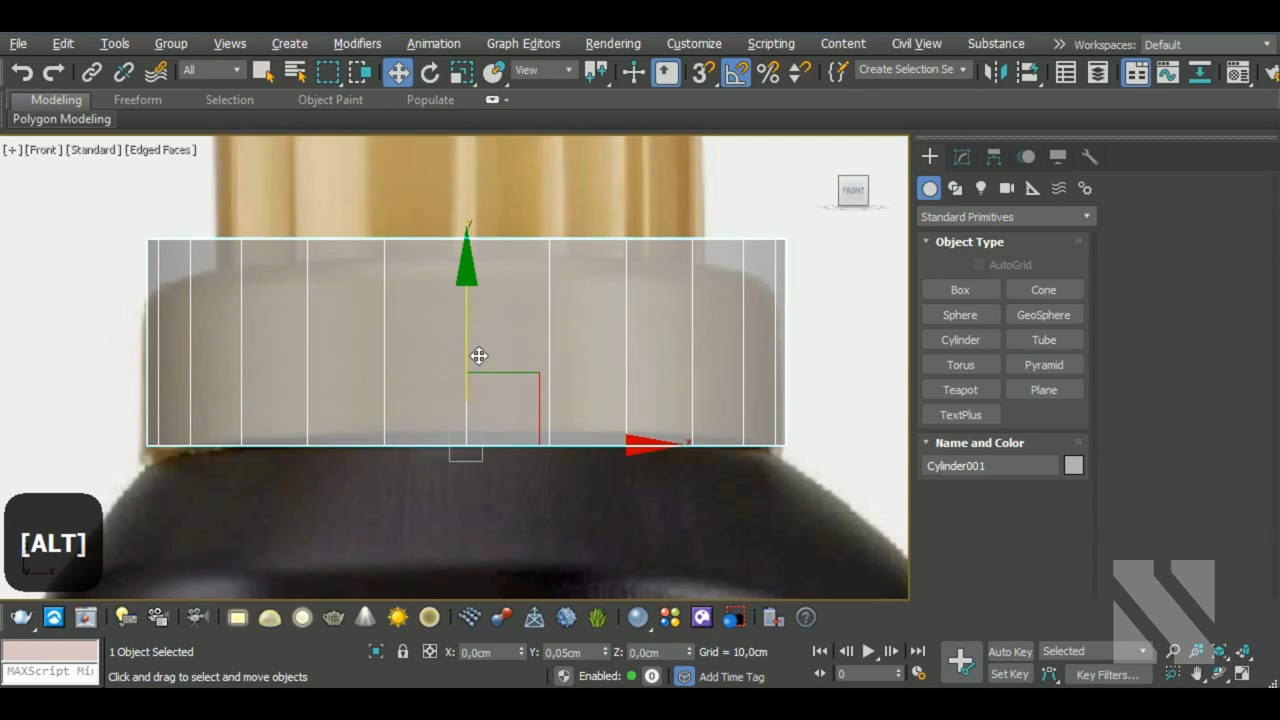 File Edit Tools Group Views Create Modifiers Animation Graph Editors Rendering Customize Scripting Content Civil View Substance Workspaces: Default
All View Create Selection Se
Modeling Freeform Selection Object Paint Populate
Polygon Modeling
[+] [Front] [Standard] [Edged Faces]
FRONT
Standard Primitives
Object Type
AutoGrid
Box Cone
Sphere GeoSphere
Cylinder Tube
Torus Pyramid
Teapot Plane
TextPlus
Name and Color
Cylinder001
y
x
[ALT]
1 Object Selected X: 0,0cm Y: 0,05cm Z: 0,0cm Grid = 10,0cm Auto Key Selected
MAXScript Mi
Click and drag to select and move objects Enabled: 0 Add Time Tag 0 Set Key Key Filters...